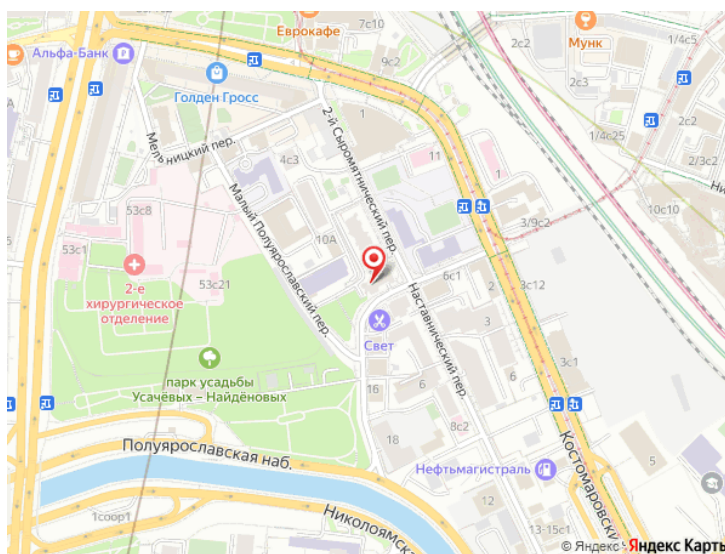 7с10
1/4с5
Еврокафе
Мунк
2с2
Альфа-Банк
9с2
Голден Гросс
2с2
1
1/4с25
2/3с2
Мельницкий пер.
2-й Сыромятнический пер.
11
1
4с3
Малый Полуярославский пер.
53с8
10с10
3/9с2
10А
53с1
6с1
2-е
хирургическое
отделение
53с21
2
3с12
Наставнический пер.
Свет
3
3с1
парк усадьбы
Усачёвых – Найдёновых
16
6
6
8с2
18
Полуярославская наб.
Костомаровский
5
Нефтьмагистраль
12
Николоямская
1соор1
13-15с1
© Яндекс Яндекс Карты